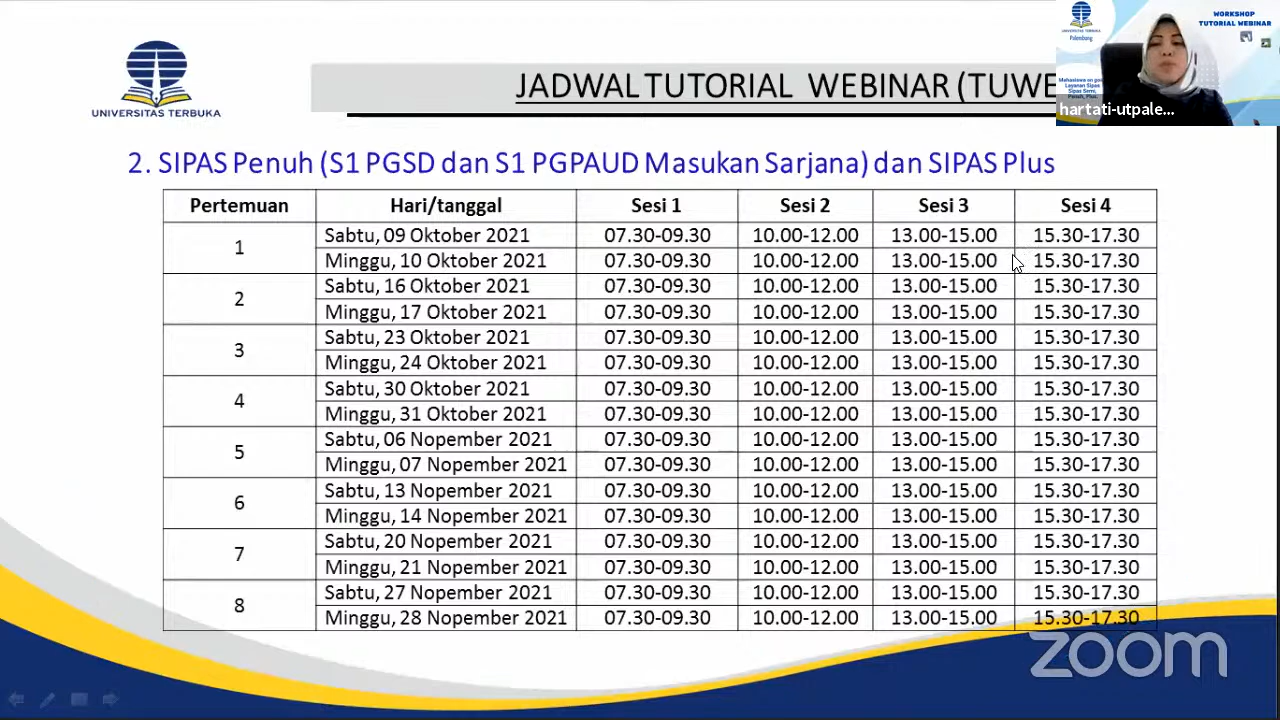 UNIVERSITAS TERBUKA
JADWAL TUTORIAL WEBINAR (TUWE
UNIVERSITAS TERBUKA
Palembang
WORKSHOP
TUTORIAL WEBINAR
Layanan Sipas
Sipas Semi,
Penuh, Plus.
hartati-utpale...
2. SIPAS Penuh (S1 PGSD dan S1 PGPAUD Masukan Sarjana) dan SIPAS Plus
Pertemuan Hari/tanggal Sesi 1 Sesi 2 Sesi 3 Sesi 4
1 Sabtu, 09 Oktober 2021 07.30-09.30 10.00-12.00 13.00-15.00 15.30-17.30
Minggu, 10 Oktober 2021 07.30-09.30 10.00-12.00 13.00-15.00 15.30-17.30
2 Sabtu, 16 Oktober 2021 07.30-09.30 10.00-12.00 13.00-15.00 15.30-17.30
Minggu, 17 Oktober 2021 07.30-09.30 10.00-12.00 13.00-15.00 15.30-17.30
3 Sabtu, 23 Oktober 2021 07.30-09.30 10.00-12.00 13.00-15.00 15.30-17.30
Minggu, 24 Oktober 2021 07.30-09.30 10.00-12.00 13.00-15.00 15.30-17.30
4 Sabtu, 30 Oktober 2021 07.30-09.30 10.00-12.00 13.00-15.00 15.30-17.30
Minggu, 31 Oktober 2021 07.30-09.30 10.00-12.00 13.00-15.00 15.30-17.30
5 Sabtu, 06 Nopember 2021 07.30-09.30 10.00-12.00 13.00-15.00 15.30-17.30
Minggu, 07 Nopember 2021 07.30-09.30 10.00-12.00 13.00-15.00 15.30-17.30
6 Sabtu, 13 Nopember 2021 07.30-09.30 10.00-12.00 13.00-15.00 15.30-17.30
Minggu, 14 Nopember 2021 07.30-09.30 10.00-12.00 13.00-15.00 15.30-17.30
7 Sabtu, 20 Nopember 2021 07.30-09.30 10.00-12.00 13.00-15.00 15.30-17.30
Minggu, 21 Nopember 2021 07.30-09.30 10.00-12.00 13.00-15.00 15.30-17.30
8 Sabtu, 27 Nopember 2021 07.30-09.30 10.00-12.00 13.00-15.00 15.30-17.30
Minggu, 28 Nopember 2021 07.30-09.30 10.00-12.00 13.00-15.00 15.30-17.30
zoom